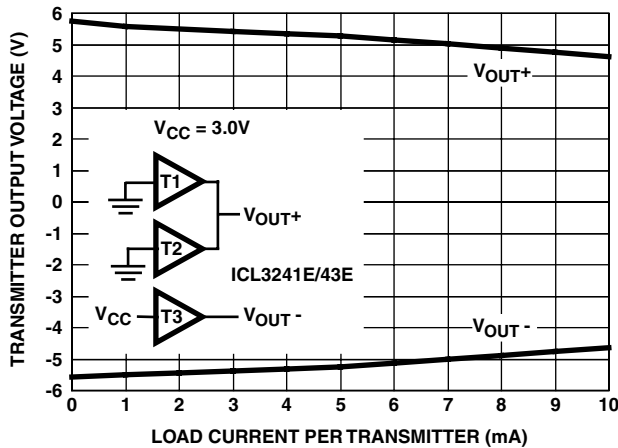 TRANSMITTER OUTPUT VOLTAGE (V)
6
5
4
3
2
1
0
-1
-2
-3
-4
-5
-6
VOUT+
VCC = 3.0V
T1
VOUT+
T2
ICL3241E/43E
VCC
T3
VOUT -
VOUT -
0 1 2 3 4 5 6 7 8 9 10
LOAD CURRENT PER TRANSMITTER (mA)